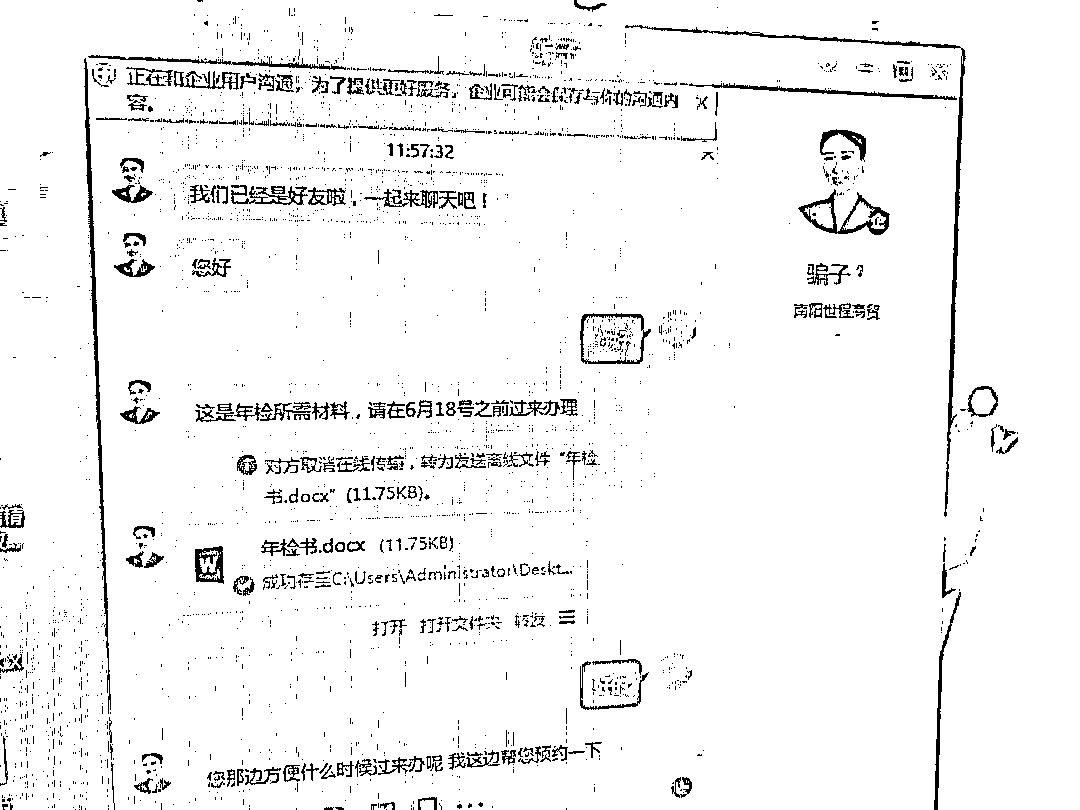 正在和企业用户沟通，为了提供更好服务，企业可能会保存与你的沟通内
容。
11:57:32
我们已经是好友啦，一起来聊天吧！
您好
骗子？
南阳世程商贸
这是年检所需材料，请在6月18号之前过来办理
对方取消在线传输，转为发送离线文件“年检
书.docx”(11.75KB)。
年检书.docx (11.75KB)
成功存至C:\Users\Administrator\Deskt...
打开 打开文件夹 转发
您那边方便什么时候过来办呢 我这边帮您预约一下